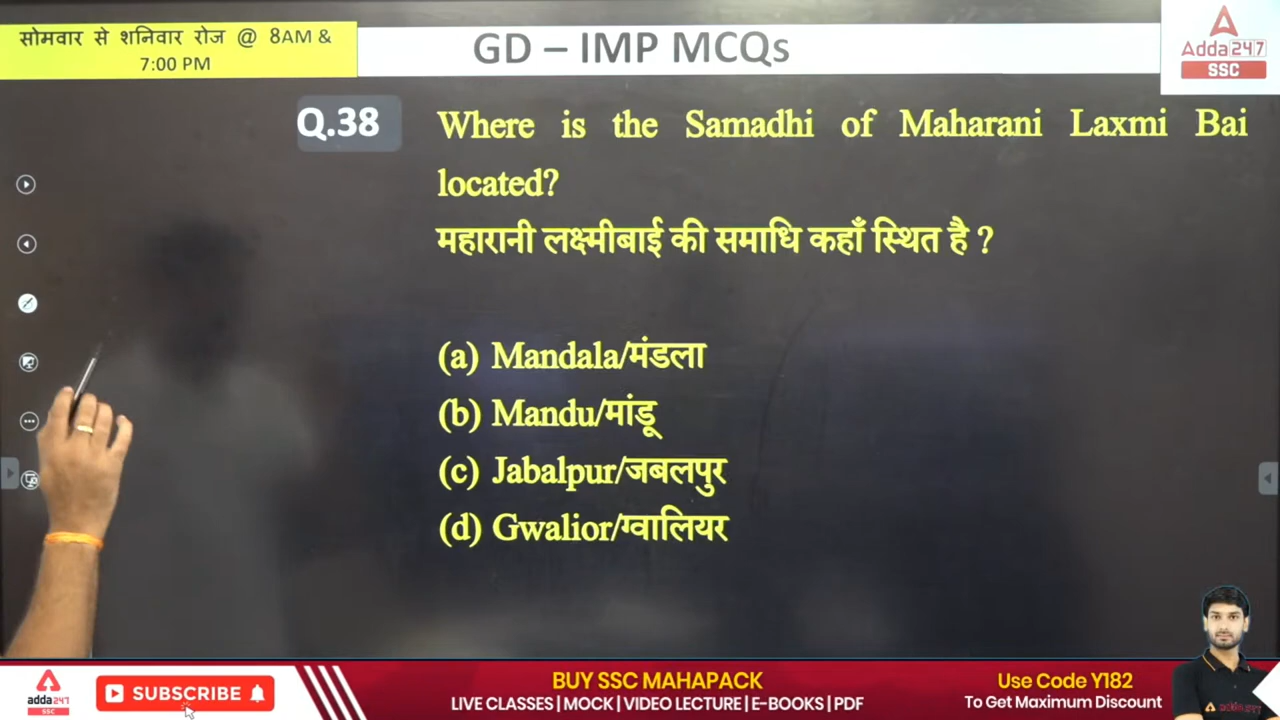 सोमवार से शनिवार रोज @ 8AM &
7:00 PM
GD – IMP MCQs
Adda247
SSC
Q.38
Where is the Samadhi of Maharani Laxmi Bai
located?
महारानी लक्ष्मीबाई की समाधि कहाँ स्थित है ?
(a) Mandala/मंडला
(b) Mandu/मांडू
(c) Jabalpur/जबलपुर
(d) Gwalior/ग्वालियर
adda247
SSC
SUBSCRIBE
BUY SSC MAHAPACK
LIVE CLASSES | MOCK | VIDEO LECTURE | E-BOOKS | PDF
Use Code Y182
To Get Maximum Discount